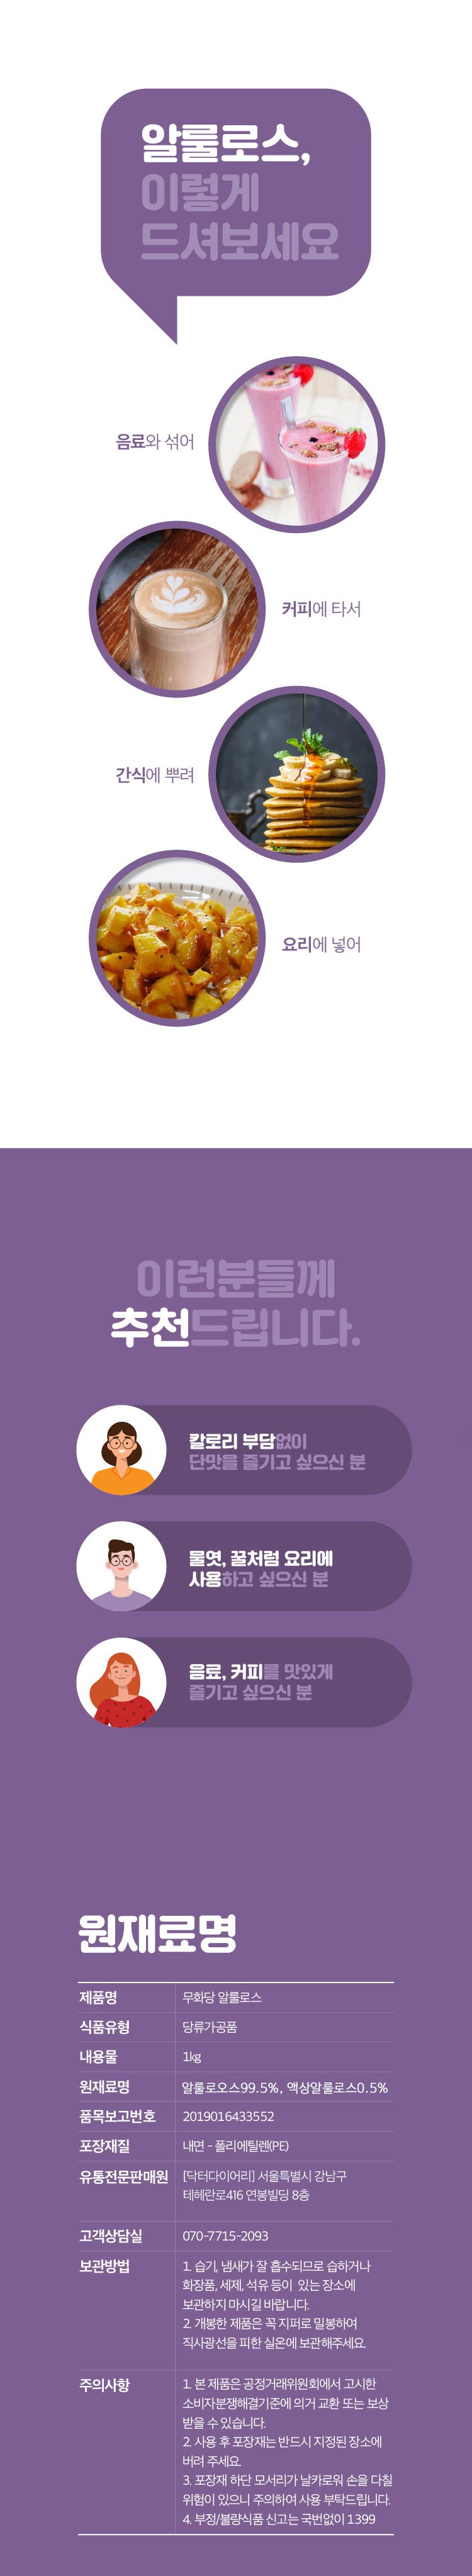 알룰로스,
이렇게
드셔보세요
음료와 섞어
커피에 타서
간식에 뿌려
요리에 넣어
이런분들께
추천드립니다.
칼로리 부담없이
단맛을 즐기고 싶으신 분
물엿, 꿀처럼 요리에
사용하고 싶으신 분
음료, 커피를 맛있게
즐기고 싶으신 분
원재료명
제품명 무화당 알룰로스
식품유형 당류가공품
내용물 1kg
원재료명 알룰로오스99.5%, 액상알룰로스0.5%
품목보고번호 2019016433552
포장재질 내면 - 폴리에틸렌(PE)
유통전문판매원 [닥터다이어리] 서울특별시 강남구
테헤란로416 연봉빌딩 8층
고객상담실 070-7715-2093
보관방법 1. 습기, 냄새가 잘 흡수되므로 습하거나
화장품, 세제, 석유 등이 있는 장소에
보관하지 마시길 바랍니다.
2. 개봉한 제품은 꼭 지퍼로 밀봉하여
직사광선을 피한 실온에 보관해주세요.
주의사항 1. 본 제품은 공정거래위원회에서 고시한
소비자분쟁해결기준에 의거 교환 또는 보상
받을 수 있습니다.
2. 사용 후 포장재는 반드시 지정된 장소에
버려 주세요.
3. 포장재 하단 모서리가 날카로워 손을 다칠
위험이 있으니 주의하여 사용 부탁드립니다.
4. 부정/불량식품 신고는 국번없이 1399